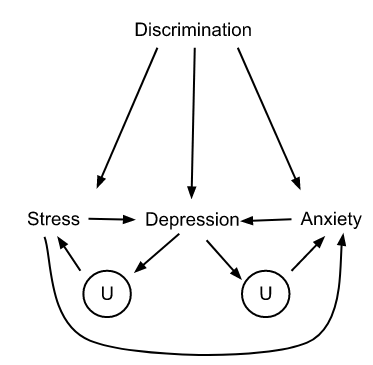 Discrimination
Stress Depression Anxiety
U U